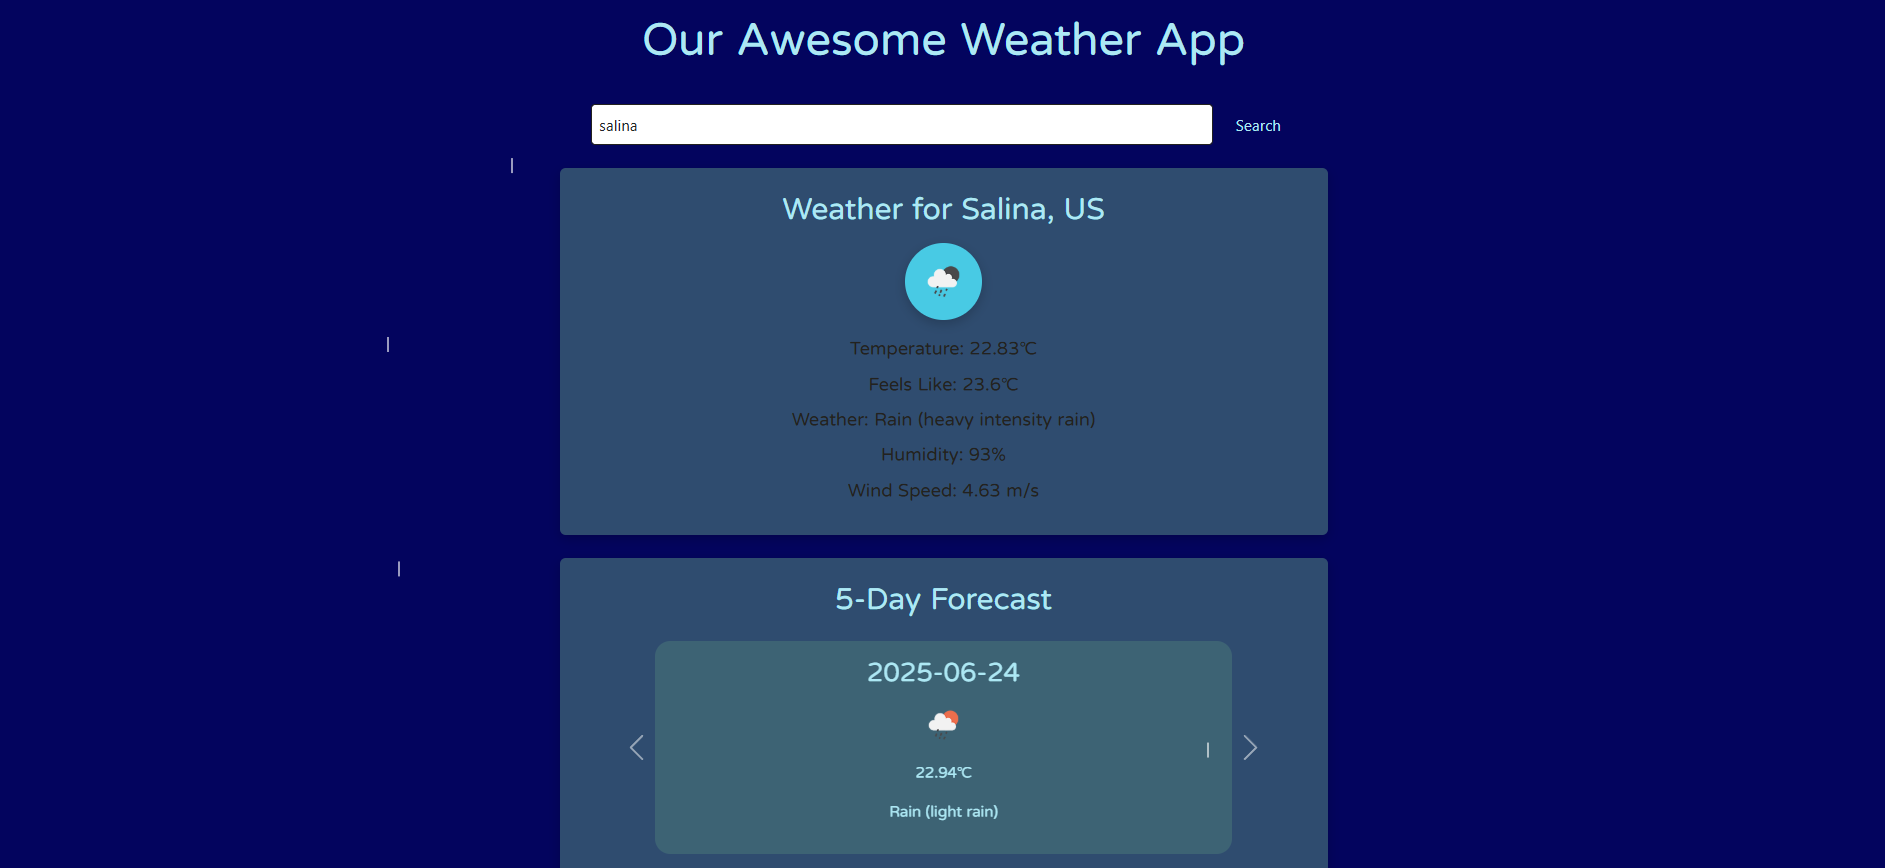 Our Awesome Weather App
salina
Search
Weather for Salina, US
Temperature: 22.83°C
Feels Like: 23.6°C
Weather: Rain (heavy intensity rain)
Humidity: 93%
Wind Speed: 4.63 m/s
5-Day Forecast
2025-06-24
22.94°C
Rain (light rain)